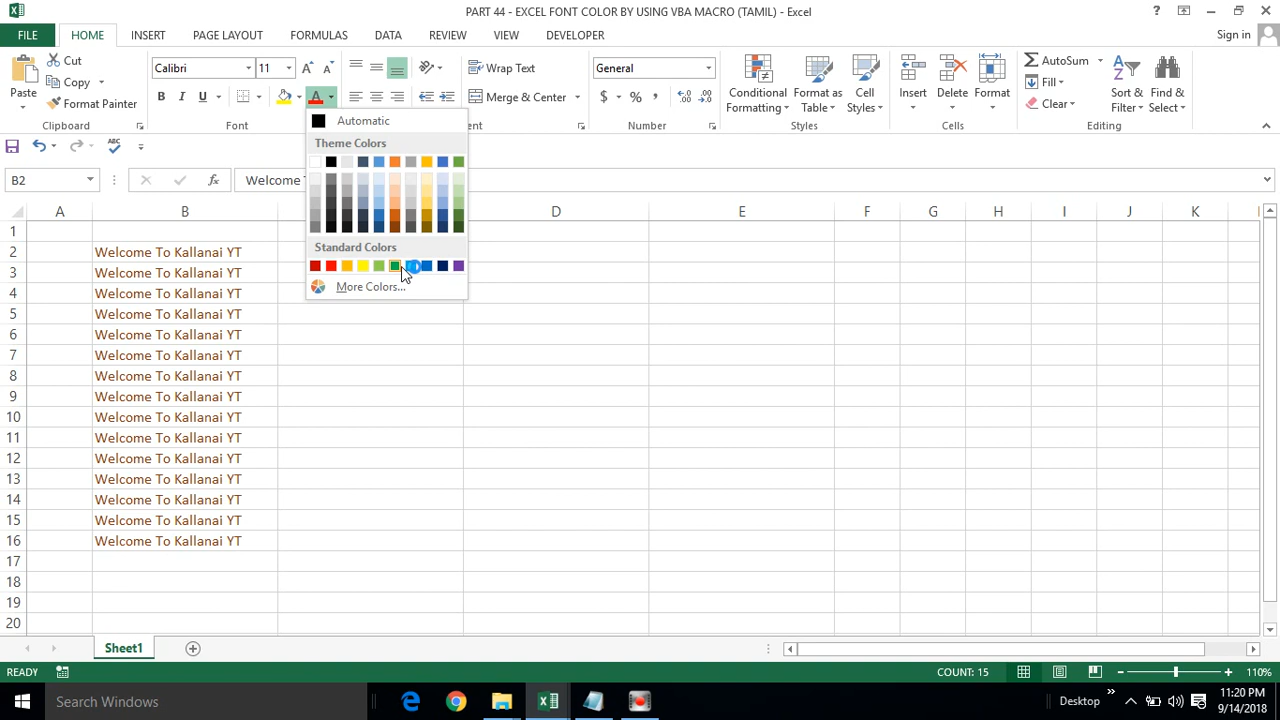 PART 44 - EXCEL FONT COLOR BY USING VBA MACRO (TAMIL) - Excel
?
FILE HOME INSERT PAGE LAYOUT FORMULAS DATA REVIEW VIEW DEVELOPER Sign in
Cut
Copy
Format Painter
Paste
Clipboard
Calibri 11
B I U
Font
Wrap Text
Merge & Center
General
$ % ,
Number
Conditional Formatting
Format as Table
Cell Styles
Styles
Insert Delete Format
Cells
AutoSum
Fill
Clear
Sort & Filter
Find & Select
Editing
Automatic
Theme Colors
Standard Colors
More Colors...
B2
fx
Welcome
A B D E F G H I J K
1
2 Welcome To Kallanai YT
3 Welcome To Kallanai YT
4 Welcome To Kallanai YT
5 Welcome To Kallanai YT
6 Welcome To Kallanai YT
7 Welcome To Kallanai YT
8 Welcome To Kallanai YT
9 Welcome To Kallanai YT
10 Welcome To Kallanai YT
11 Welcome To Kallanai YT
12 Welcome To Kallanai YT
13 Welcome To Kallanai YT
14 Welcome To Kallanai YT
15 Welcome To Kallanai YT
16 Welcome To Kallanai YT
17
18
19
20
Sheet1
READY COUNT: 15 110%
Search Windows Desktop 11:20 PM
9/14/2018